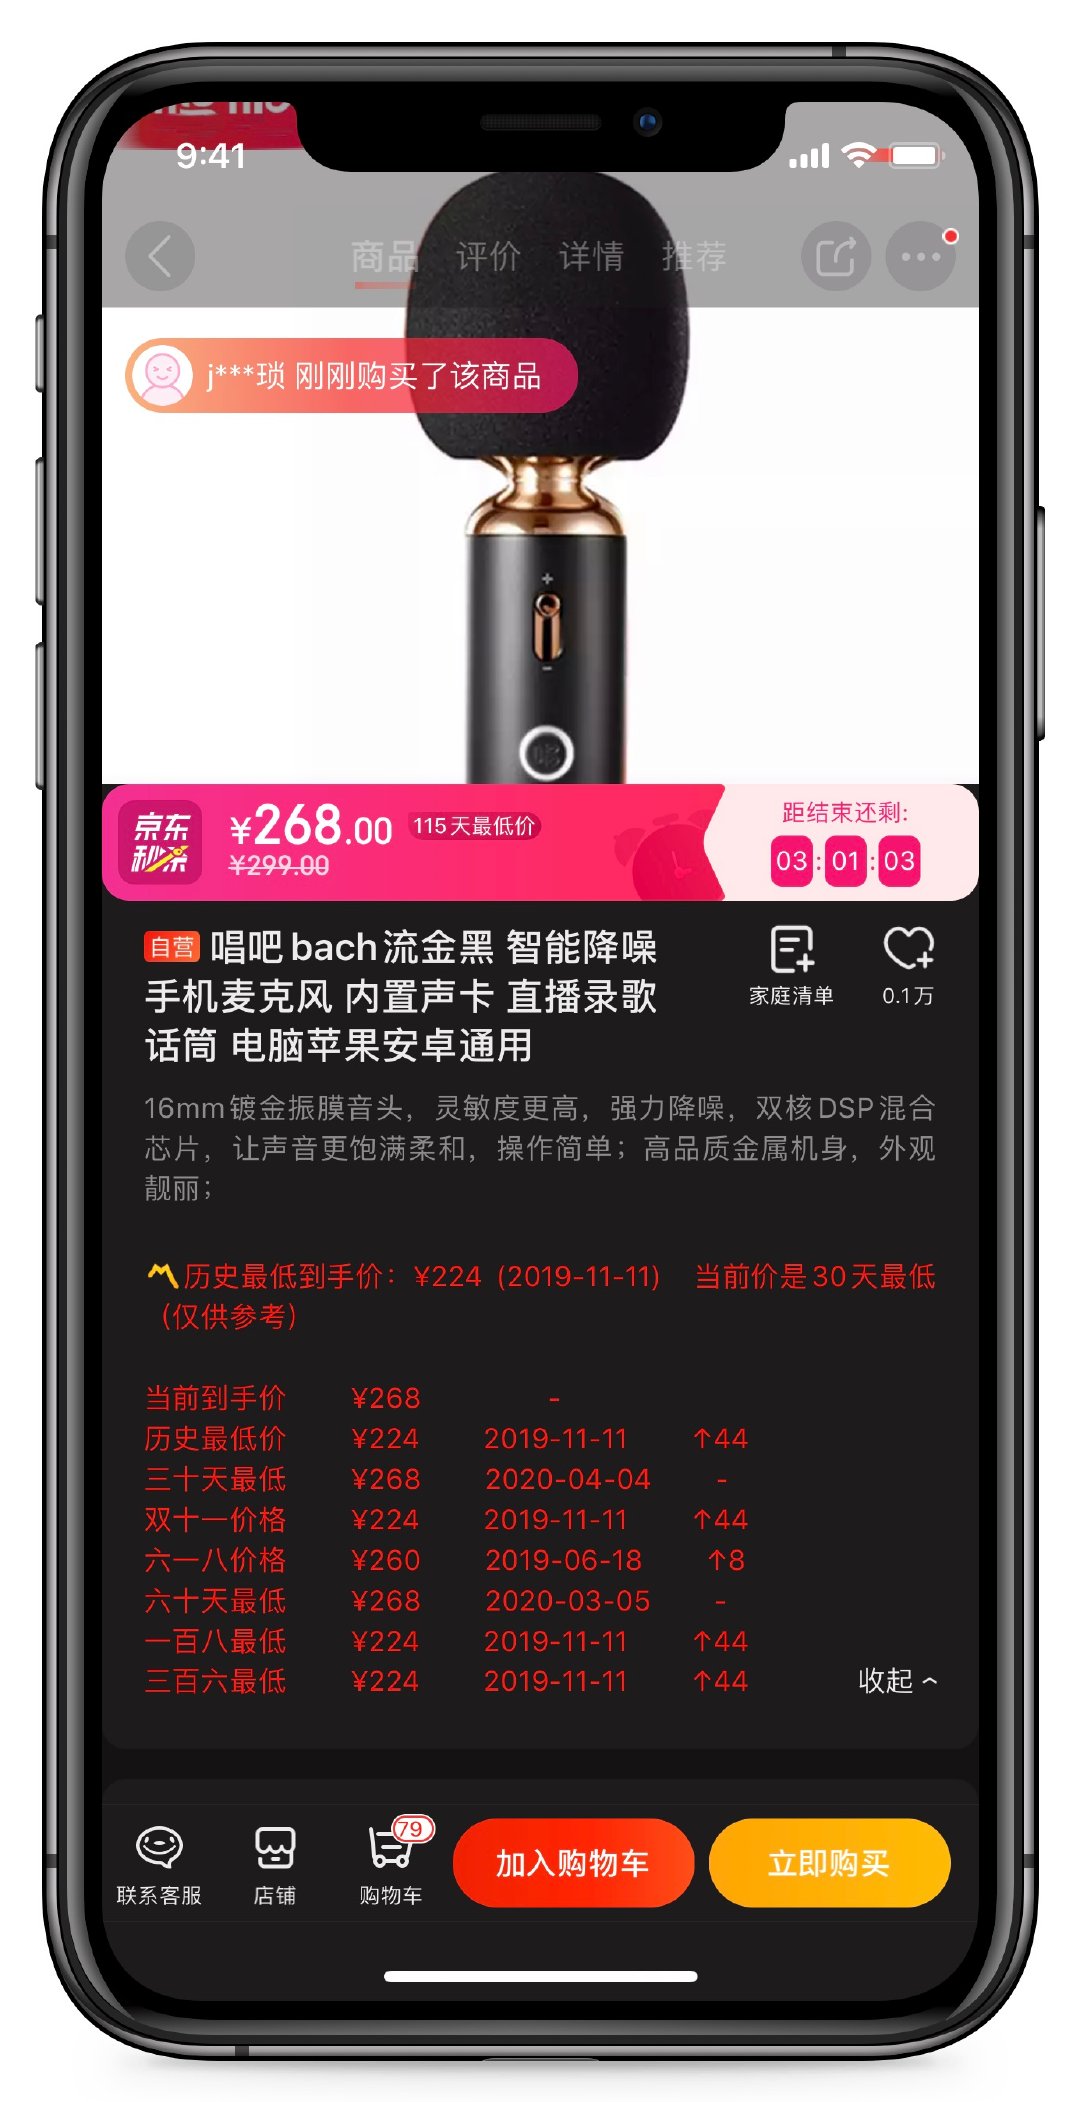 9:41
商品 评价 详情 推荐
j***琐 刚刚购买了该商品
京东
秒杀
¥268.00 115天最低价
¥299.00
距结束还剩:
03:01:03
自营 唱吧bach流金黑 智能降噪
手机麦克风 内置声卡 直播录歌
话筒 电脑苹果安卓通用
家庭清单
0.1万
16mm镀金振膜音头，灵敏度更高，强力降噪，双核DSP混合
芯片，让声音更饱满柔和，操作简单；高品质金属机身，外观
靓丽；
历史最低到手价：¥224 (2019-11-11) 当前价是30天最低
（仅供参考）
当前到手价 ¥268 -
历史最低价 ¥224 2019-11-11 ↑44
三十天最低 ¥268 2020-04-04 -
双十一价格 ¥224 2019-11-11 ↑44
六一八价格 ¥260 2019-06-18 ↑8
六十天最低 ¥268 2020-03-05 -
一百八最低 ¥224 2019-11-11 ↑44
三百六最低 ¥224 2019-11-11 ↑44
收起
联系客服
店铺
79
购物车
加入购物车
立即购买